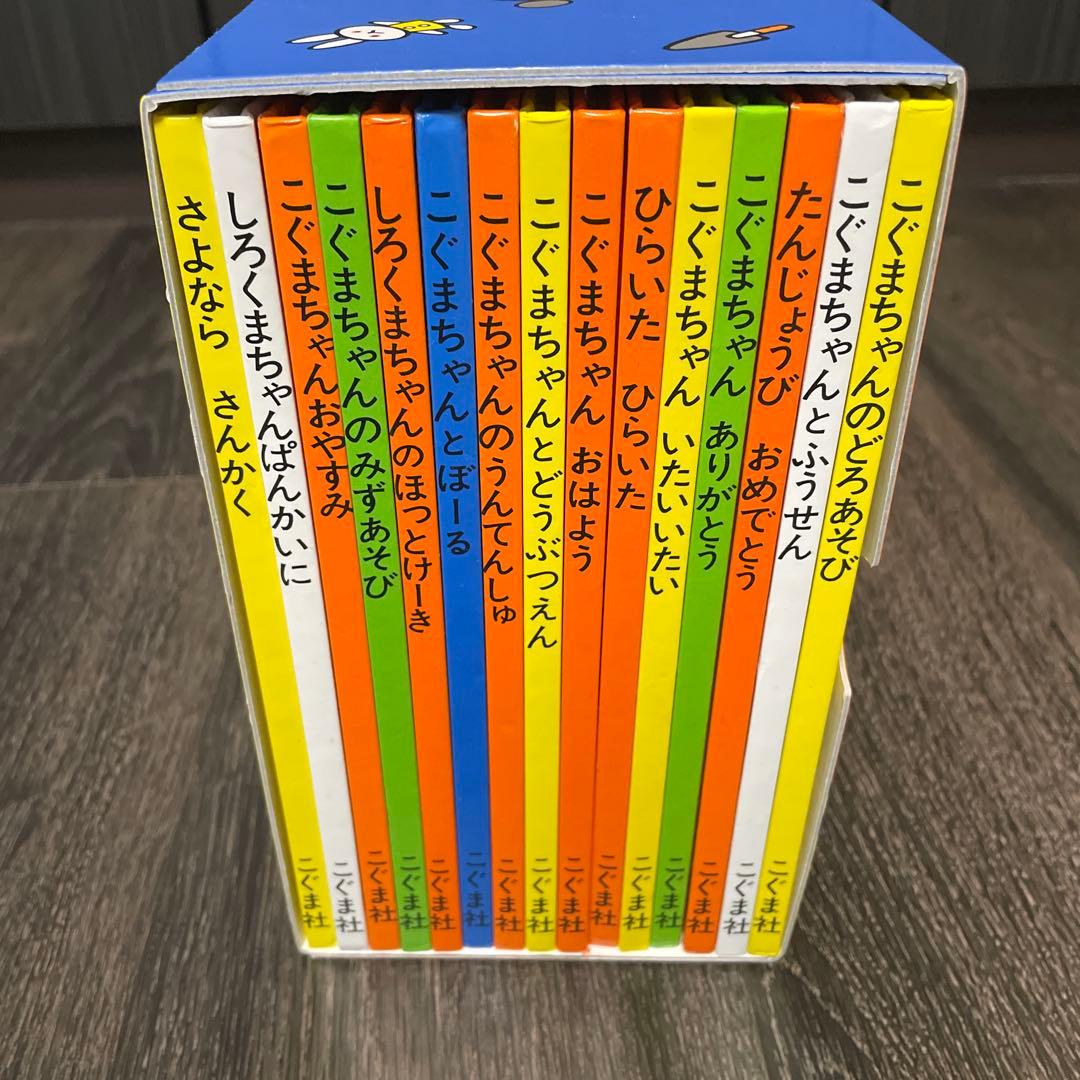 さよなら さんかく
こぐま社
しろくまちゃんぱんかいに
こぐま社
こぐまちゃんおやすみ
こぐま社
こぐまちゃんのみずあそび
こぐま社
しろくまちゃんのほっとけーき
こぐま社
こぐまちゃんとぼーる
こぐま社
こぐまちゃんのうんてんしゅ
こぐま社
こぐまちゃんとどうぶつえん
こぐま社
こぐまちゃん おはよう
こぐま社
ひらいた ひらいた
こぐま社
こぐまちゃん いたいいたい
こぐま社
こぐまちゃん ありがとう
こぐま社
たんじょうび おめでとう
こぐま社
こぐまちゃんとふうせん
こぐま社
こぐまちゃんのどろあそび
こぐま社